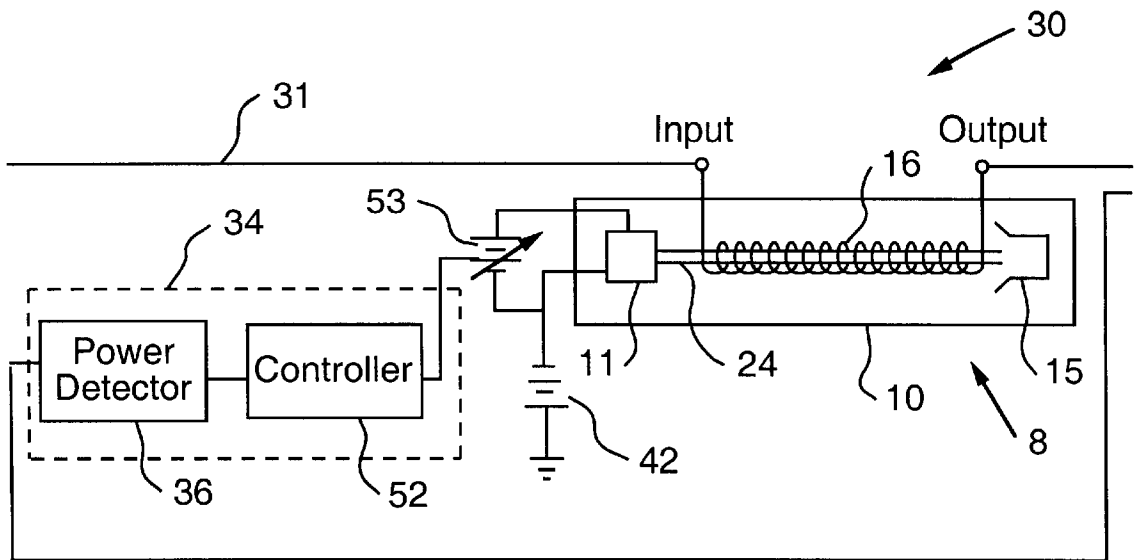 30
31
Input
Output
16
53
34
Power
Detector
Controller
11
24
15
10
8
42
36
52